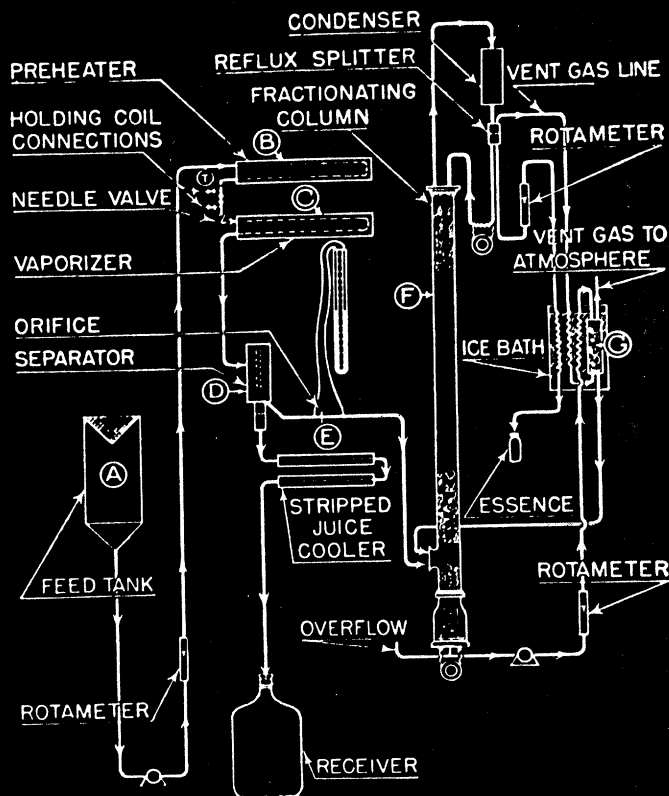 CONDENSER
REFLUX SPLITTER
PREHEATER
FRACTIONATING
COLUMN
VENT GAS LINE
HOLDING COIL
CONNECTIONS
B
ROTAMETER
T
NEEDLE VALVE
C
VENT GAS TO
ATMOSPHERE
VAPORIZER
F
ORIFICE
ICE BATH
G
SEPARATOR
D
E
A
STRIPPED
JUICE
COOLER
ESSENCE
FEED TANK
ROTAMETER
OVERFLOW
ROTAMETER
RECEIVER